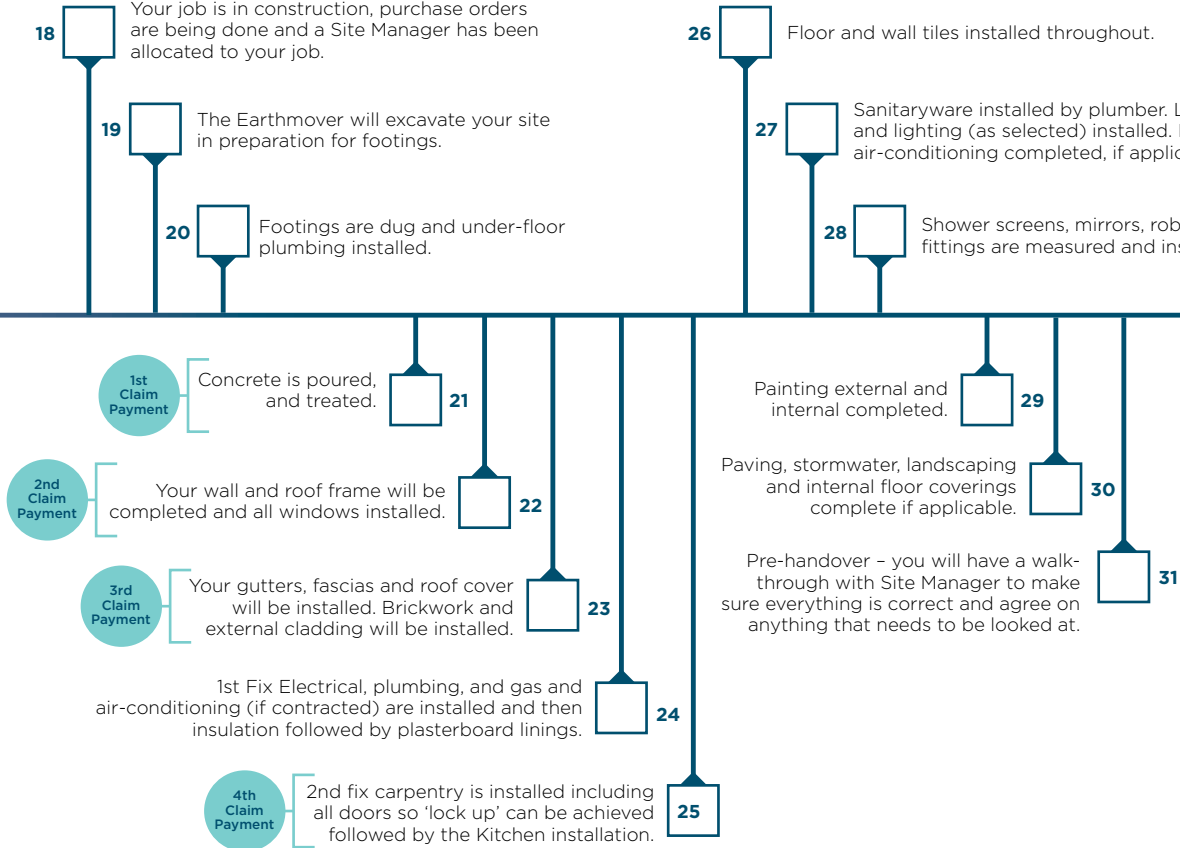 18
Your job is in construction, purchase orders
are being done and a Site Manager has been
allocated to your job.
19
The Earthmover will excavate your site
in preparation for footings.
20
Footings are dug and under-floor
plumbing installed.
1st
Claim
Payment
Concrete is poured,
and treated.
21
2nd
Claim
Payment
Your wall and roof frame will be
completed and all windows installed.
22
3rd
Claim
Payment
Your gutters, fascias and roof cover
will be installed. Brickwork and
external cladding will be installed.
23
1st Fix Electrical, plumbing, and gas and
air-conditioning (if contracted) are installed and then
insulation followed by plasterboard linings.
24
4th
Claim
Payment
2nd fix carpentry is installed including
all doors so ‘lock up’ can be achieved
followed by the Kitchen installation.
25
26
Floor and wall tiles installed throughout.
27
Sanitaryware installed by plumber.
and lighting (as selected) installed.
air-conditioning completed, if
28
Shower screens, mirrors,
fittings are measured and
Painting external and
internal completed.
29
Paving, stormwater, landscaping
and internal floor coverings
complete if applicable.
30
Pre-handover – you will have a walk-
through with Site Manager to make
sure everything is correct and agree on
anything that needs to be looked at.
31